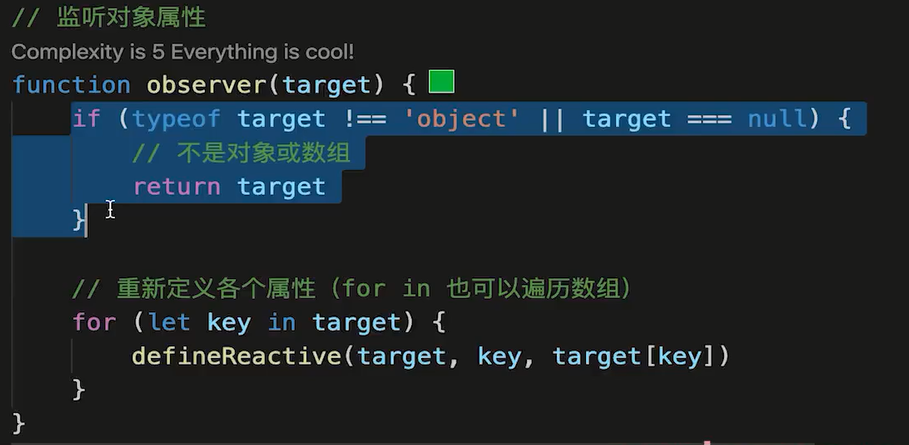 // 监听对象属性
Complexity is 5 Everything is cool!
function observer(target) {
    if (typeof target !== 'object' || target === null) {
        // 不是对象或数组
        return target
    }
    // 重新定义各个属性（for in 也可以遍历数组）
    for (let key in target) {
        defineReactive(target, key, target[key])
    }
}